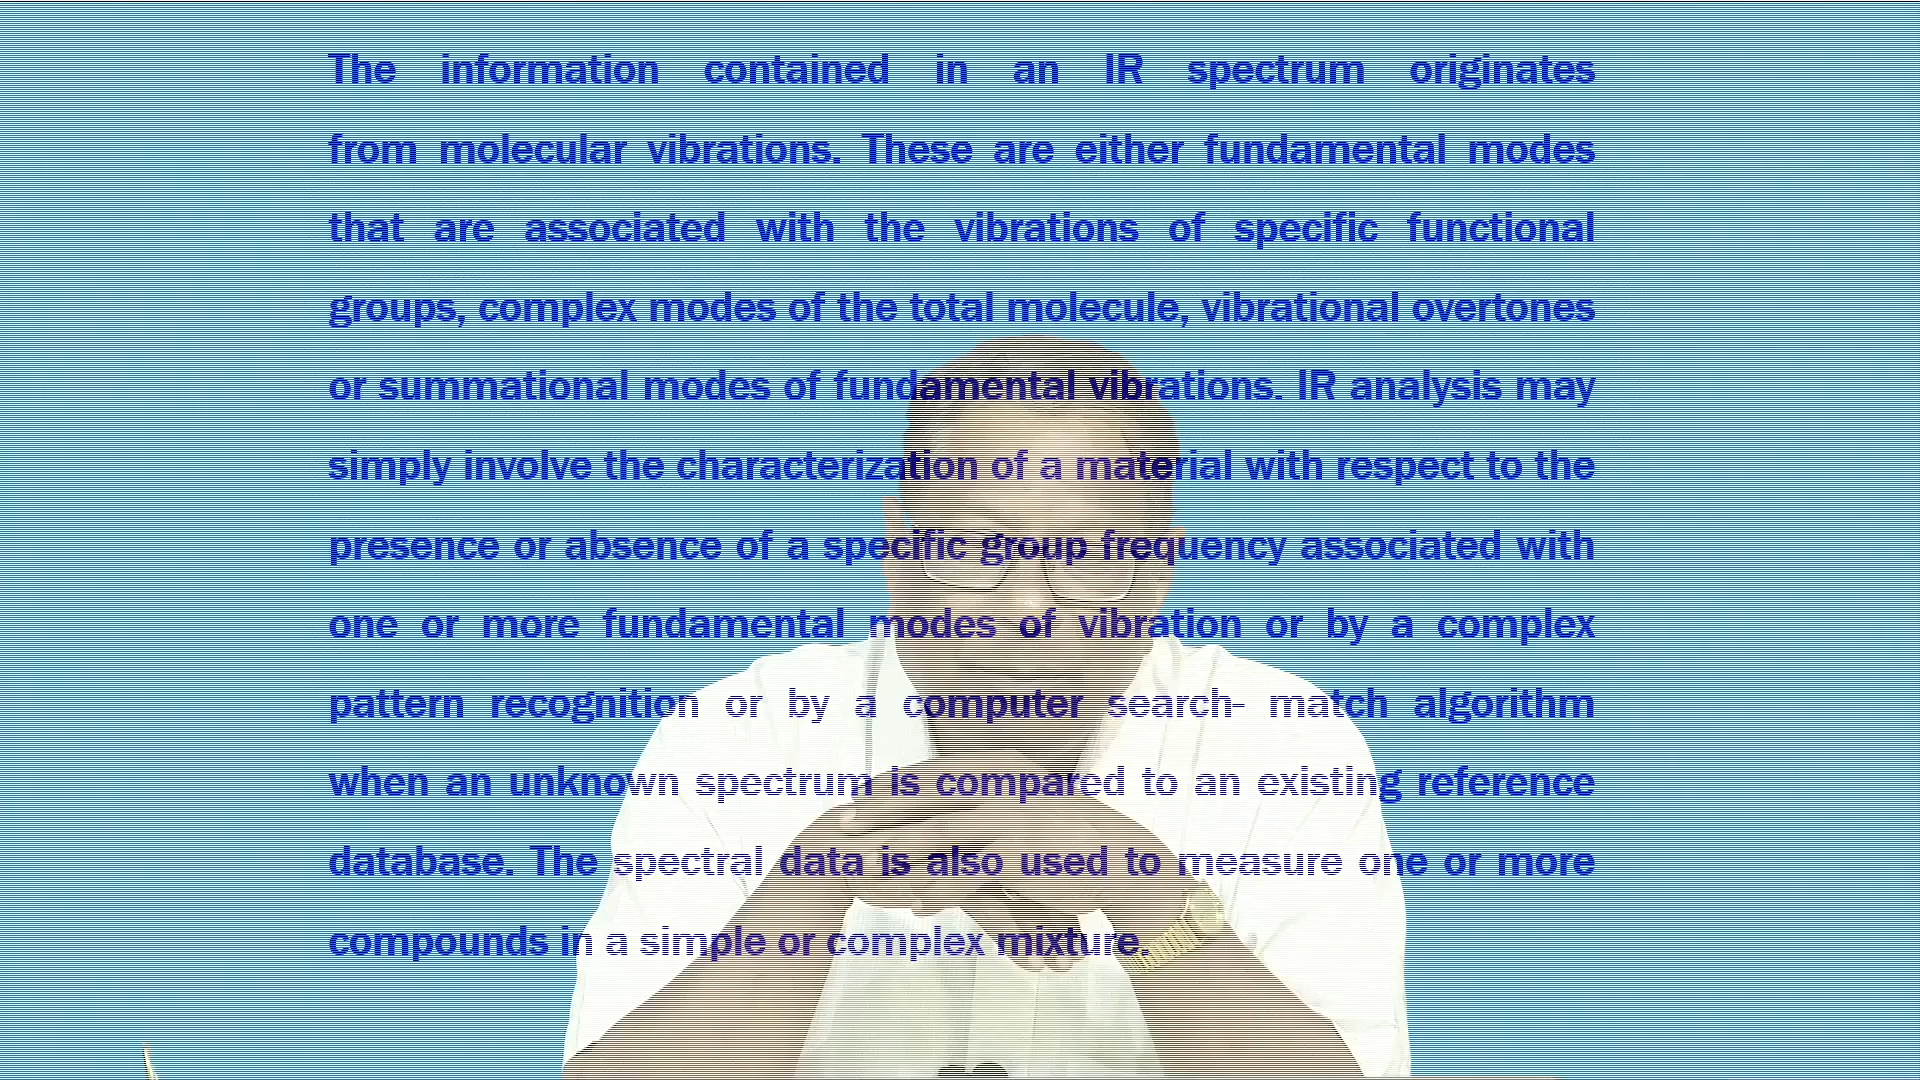 The information contained in an IR spectrum originates
from molecular vibrations. These are either fundamental modes
that are associated with the vibrations of specific functional
groups, complex modes of the total molecule, vibrational overtones
or summational modes of fundamental vibrations. IR analysis may
simply involve the characterization of a material with respect to the
presence or absence of a specific group frequency associated with
one or more fundamental modes of vibration or by a complex
pattern recognition or by a computer search- match algorithm
when an unknown spectrum is compared to an existing reference
database. The spectral data is also used to measure one or more
compounds in a simple or complex mixture.